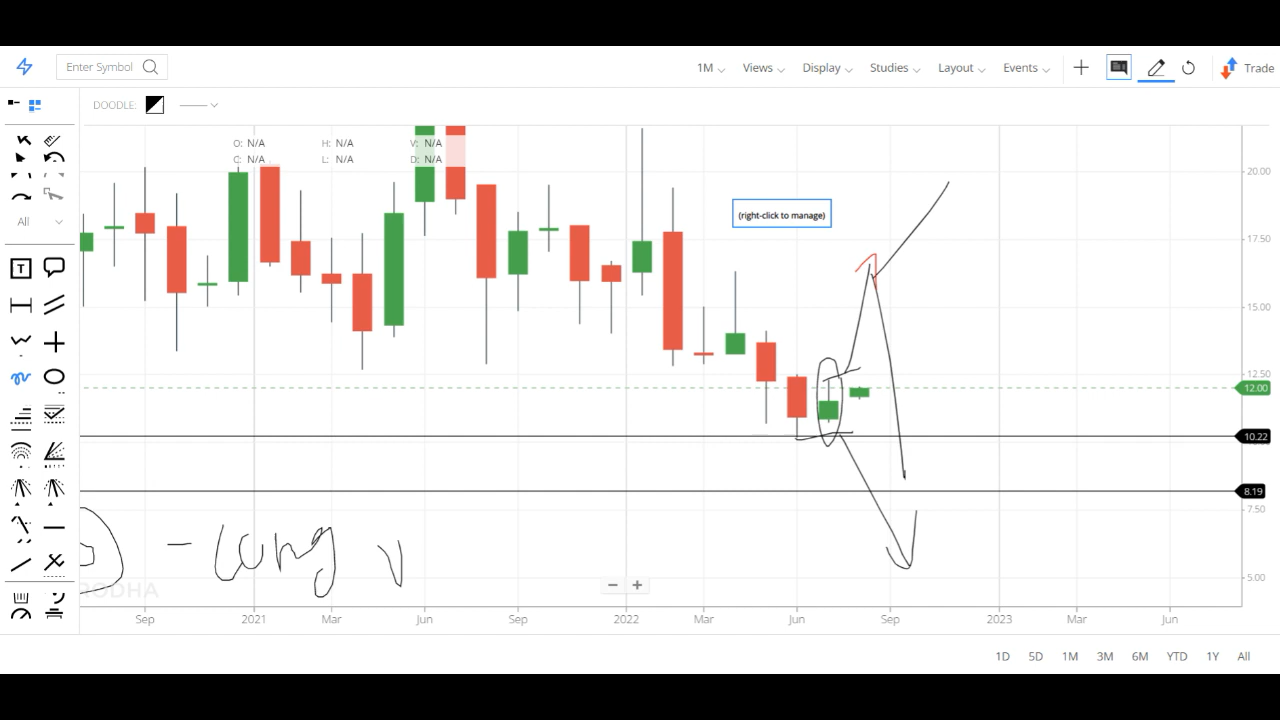 Enter Symbol 1M Views Display Studies Layout Events Trade
DOODLE:
O: N/A H: N/A V: N/A
C: N/A L: N/A D: N/A
All
T
(right-click to manage)
20.00
17.50
15.00
12.50
12.00
10.22
8.19
7.50
5.00
- long
Sep 2021 Mar Jun Sep 2022 Mar Jun Sep 2023 Mar Jun
1D 5D 1M 3M 6M YTD 1Y All